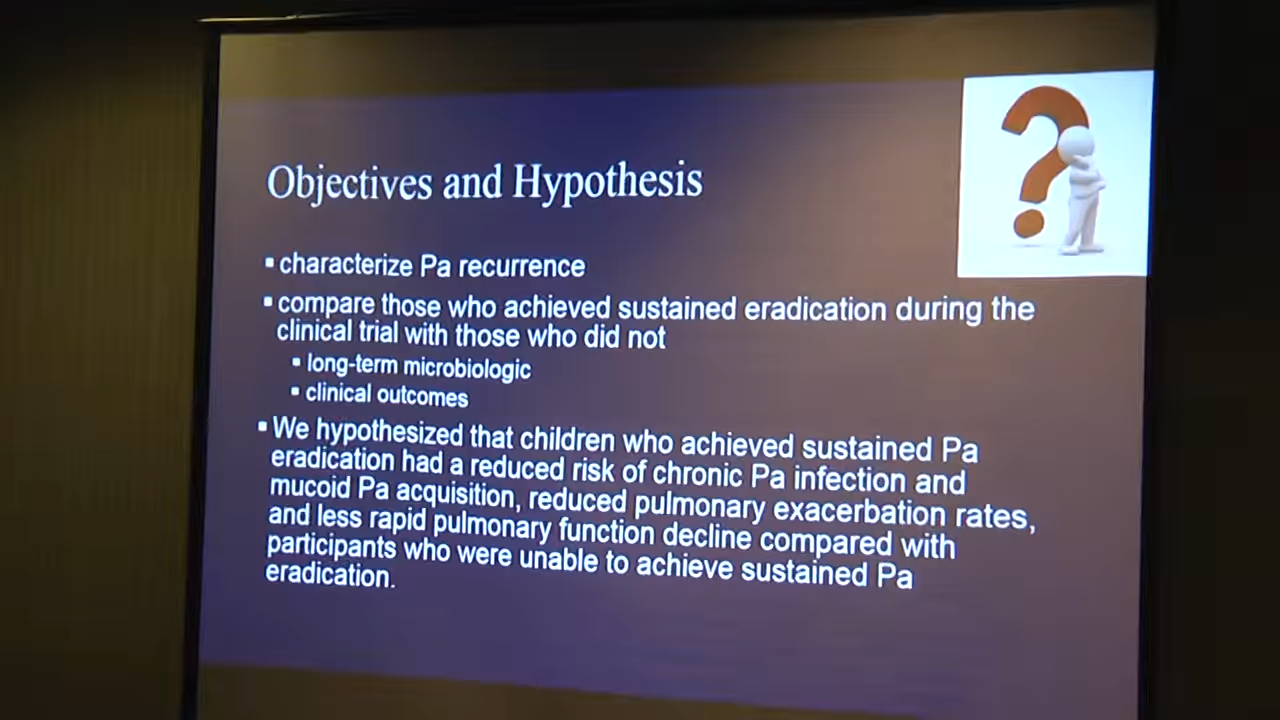 Objectives and Hypothesis
▪ characterize Pa recurrence
▪ compare those who achieved sustained eradication during the
clinical trial with those who did not
▪ long-term microbiologic
▪ clinical outcomes
▪ We hypothesized that children who achieved sustained Pa
eradication had a reduced risk of chronic Pa infection and
mucoid Pa acquisition, reduced pulmonary exacerbation rates,
and less rapid pulmonary function decline compared with
participants who were unable to achieve sustained Pa
eradication.